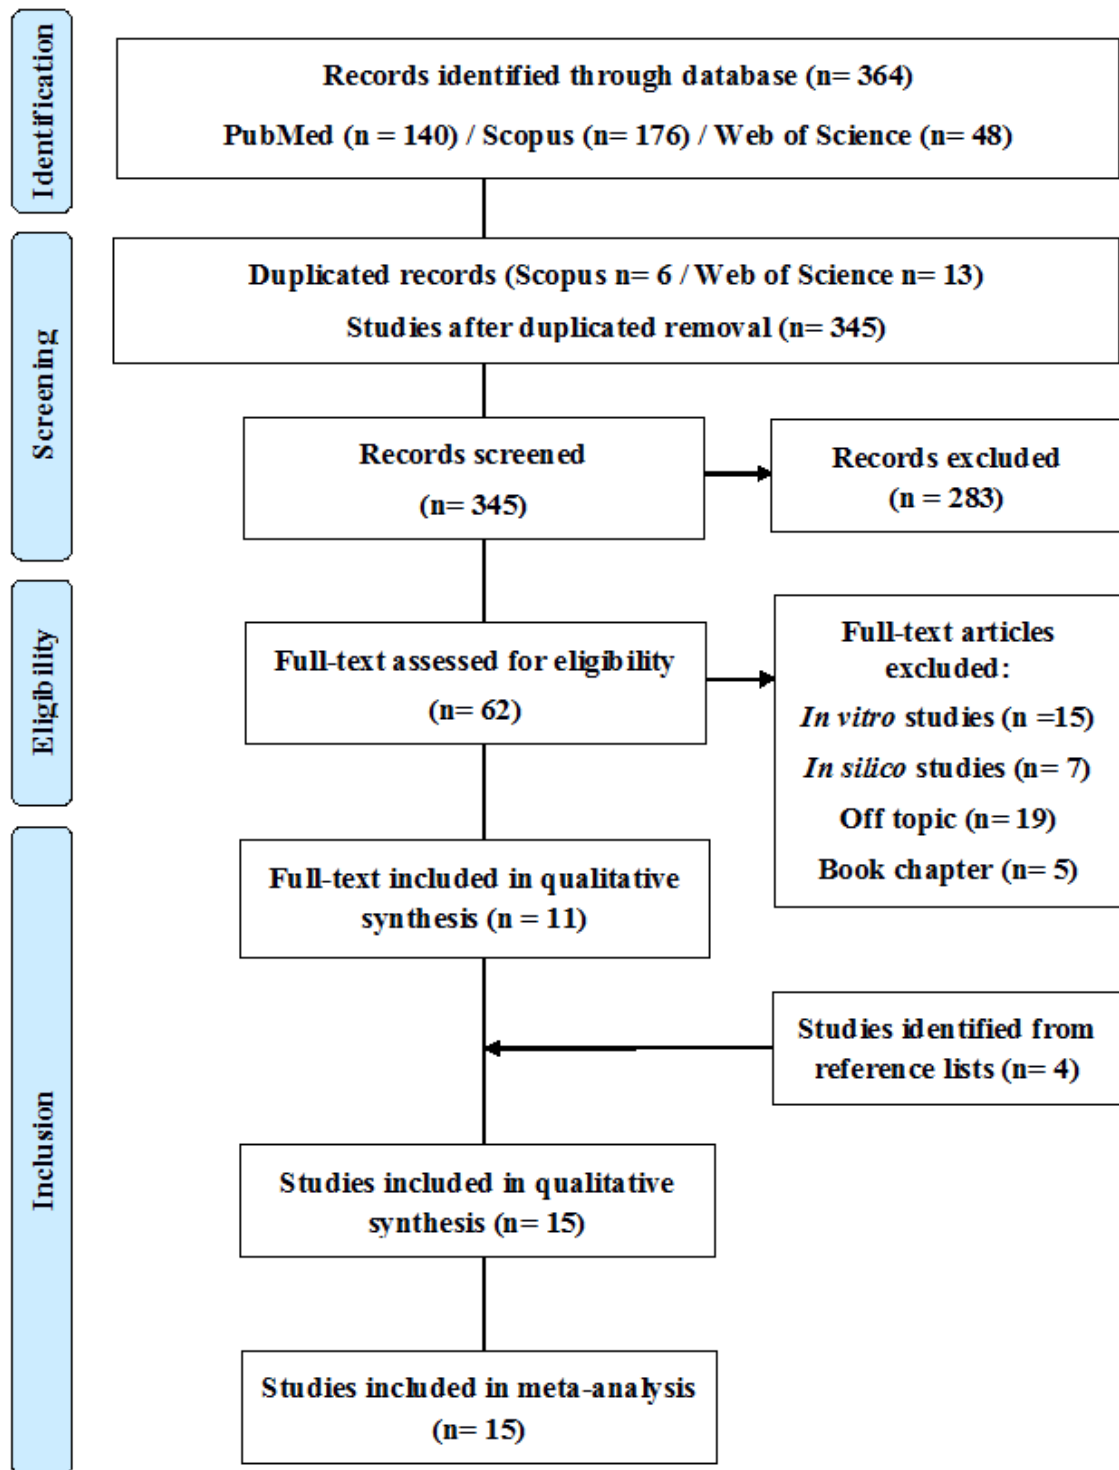 Identification
Records identified through database (n= 364)
PubMed (n = 140) / Scopus (n= 176) / Web of Science (n= 48)
Screening
Duplicated records (Scopus n= 6 / Web of Science n= 13)
Studies after duplicated removal (n= 345)
Records screened
(n= 345)
Records excluded
(n = 283)
Eligibility
Full-text assessed for eligibility
(n= 62)
Full-text articles
excluded:
In vitro studies (n =15)
In silico studies (n= 7)
Off topic (n= 19)
Book chapter (n= 5)
Inclusion
Full-text included in qualitative
synthesis (n = 11)
Studies identified from
reference lists (n= 4)
Studies included in qualitative
synthesis (n= 15)
Studies included in meta-analysis
(n= 15)